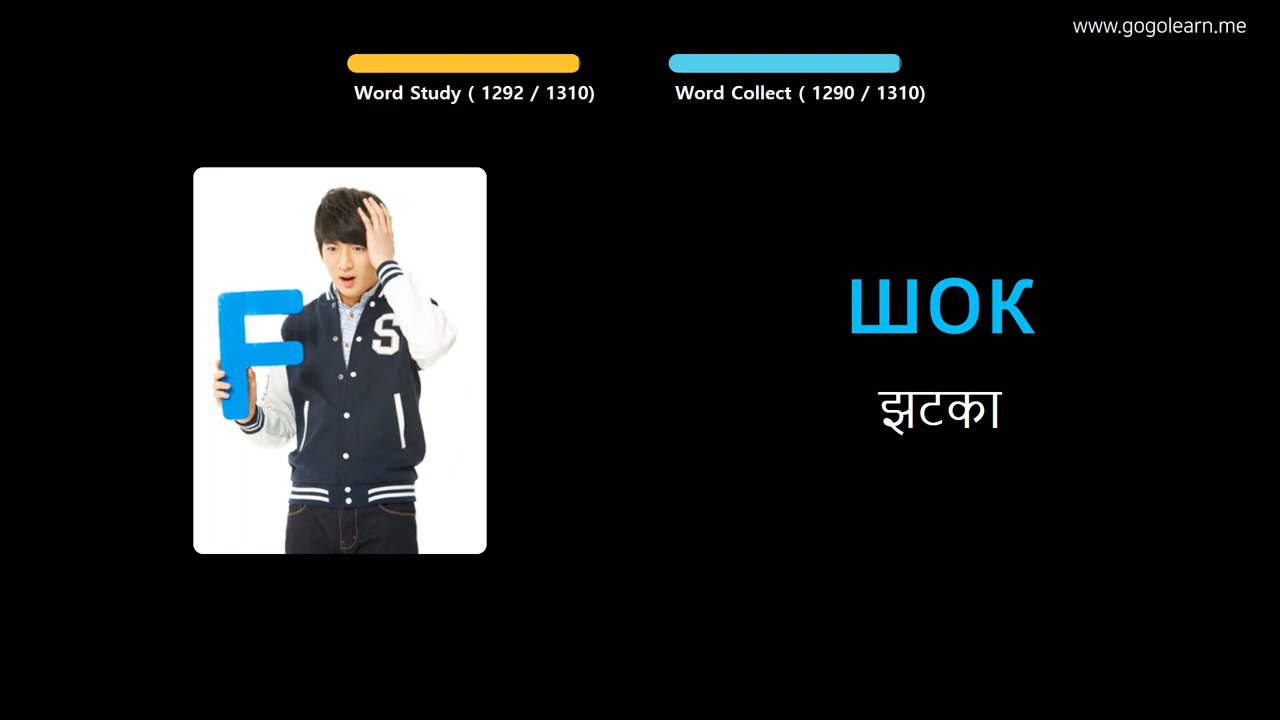 www.gogolearn.me
Word Study ( 1292 / 1310)
Word Collect ( 1290 / 1310)
F
S
шок
झटका